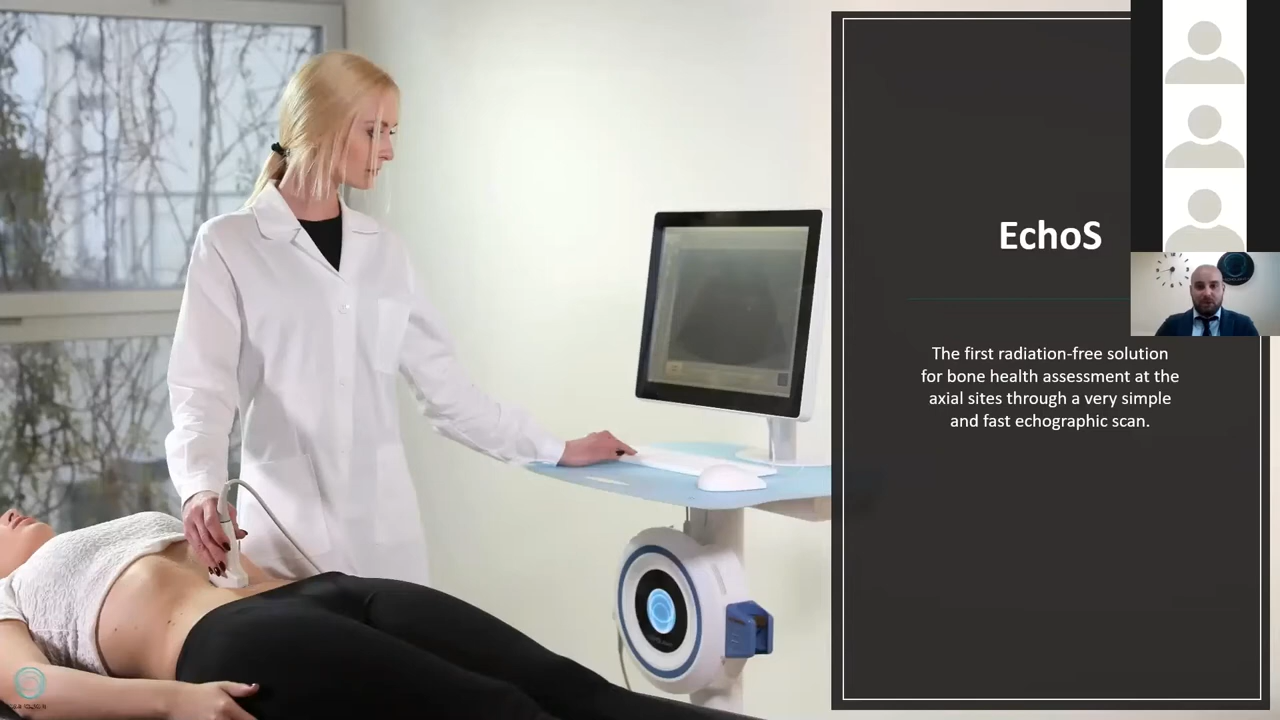 EchoS
The first radiation-free solution
for bone health assessment at the
axial sites through a very simple
and fast echographic scan.